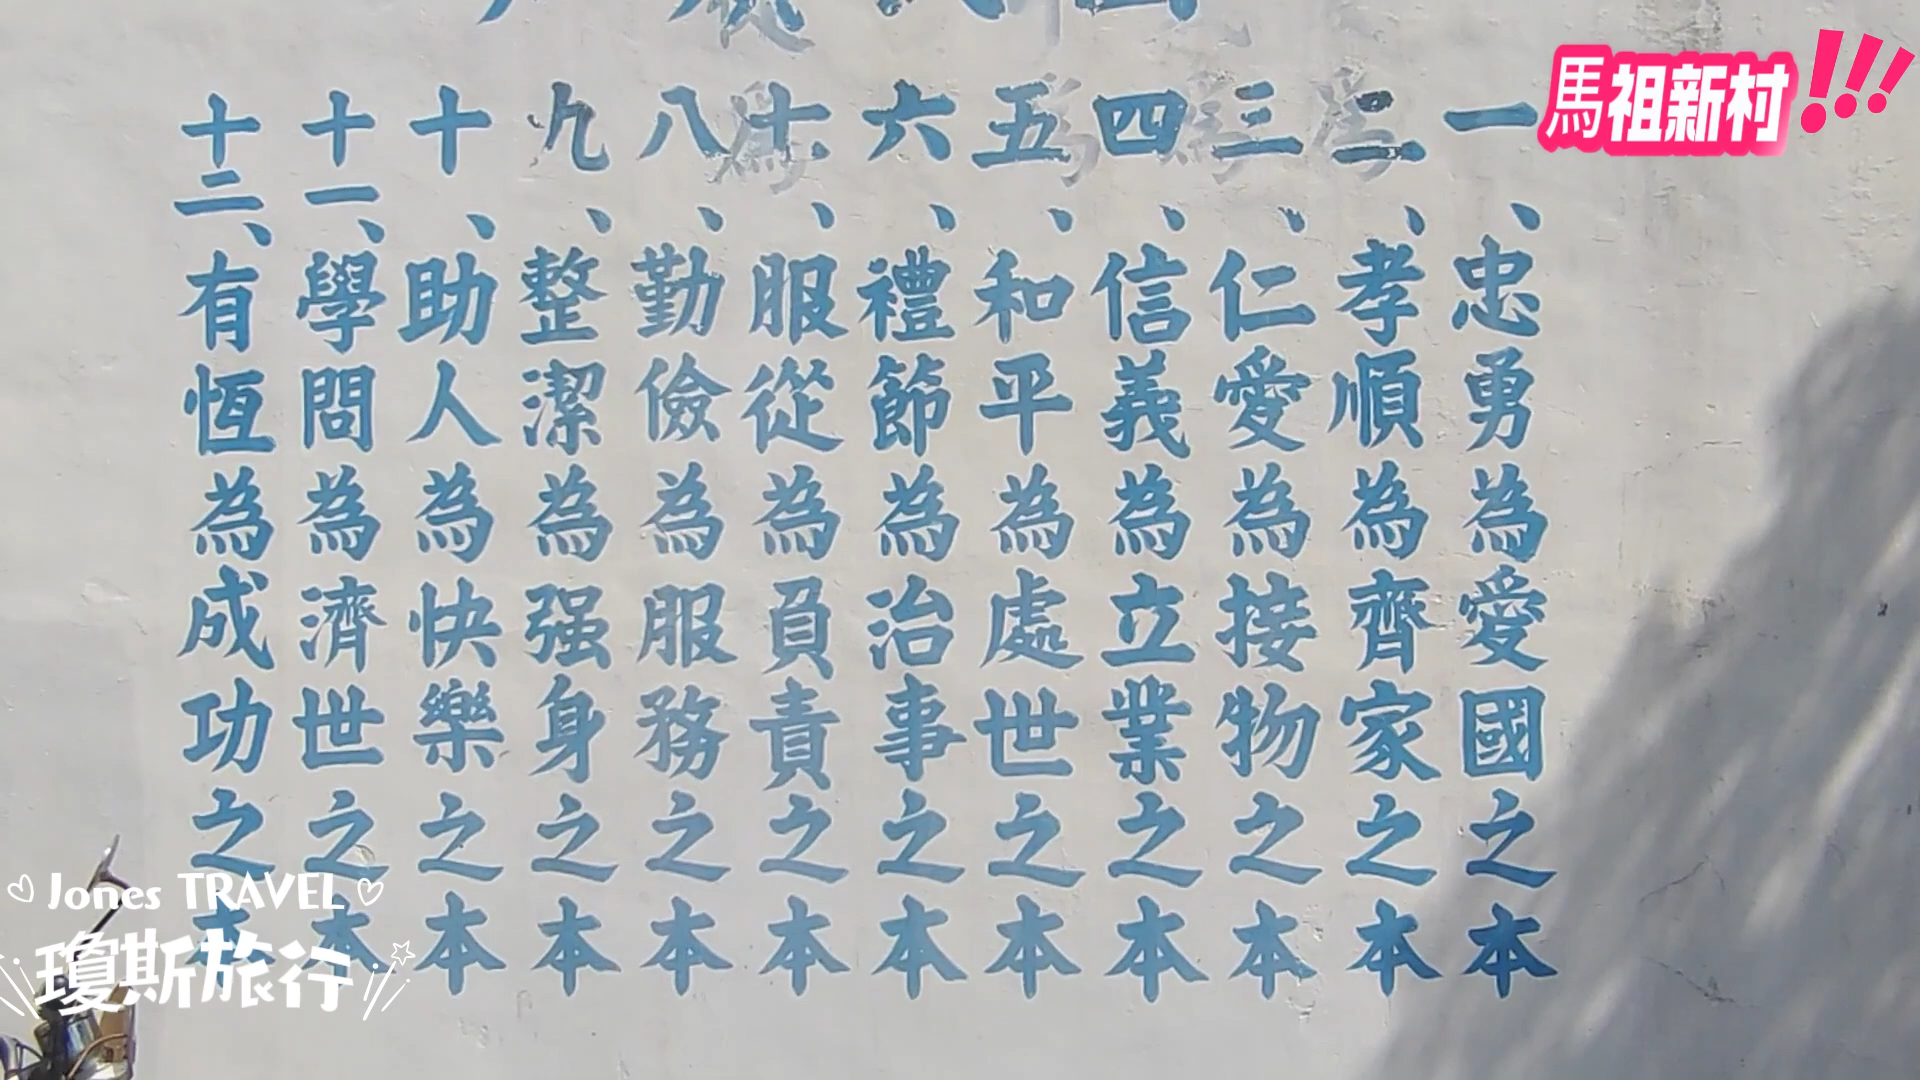 馬祖新村!!!
一、忠勇為愛國之本
二、孝順為齊家之本
三、仁愛為接物之本
四、信義為立業之本
五、和平為處世之本
六、禮節為治事之本
七、服從為負責之本
八、勤儉為服務之本
九、整潔為强身之本
十、助人為快樂之本
十一、學問為濟世之本
十二、有恆為成功之本
Jones TRAVEL
瓊斯旅行